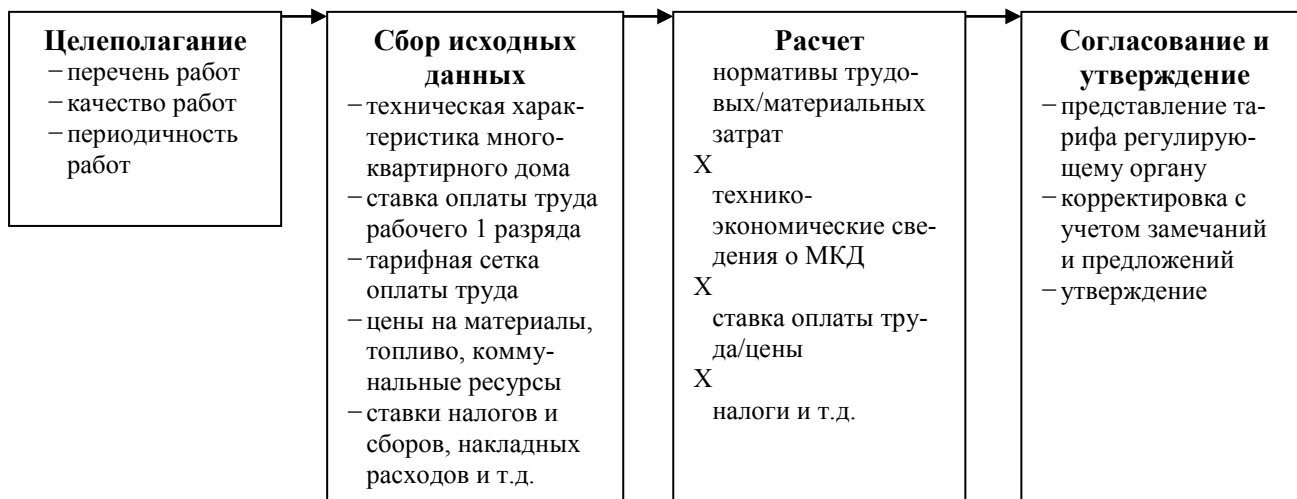 Целеполагание
– перечень работ
– качество работ
– периодичность
работ
Сбор исходных
данных
– техническая харак-
теристика много-
квартирного дома
– ставка оплаты труда
рабочего 1 разряда
– тарифная сетка
оплаты труда
– цены на материалы,
топливо, комму-
нальные ресурсы
– ставки налогов и
сборов, накладных
расходов и т.д.
Расчет
нормативы трудо-
вых/материальных
затрат
Х
технико-
экономические све-
дения о МКД
Х
ставка оплаты тру-
да/цены
Х
налоги и т.д.
Согласование и
утверждение
– представление та-
рифа регулирую-
щему органу
– корректировка с
учетом замечаний
и предложений
– утверждение